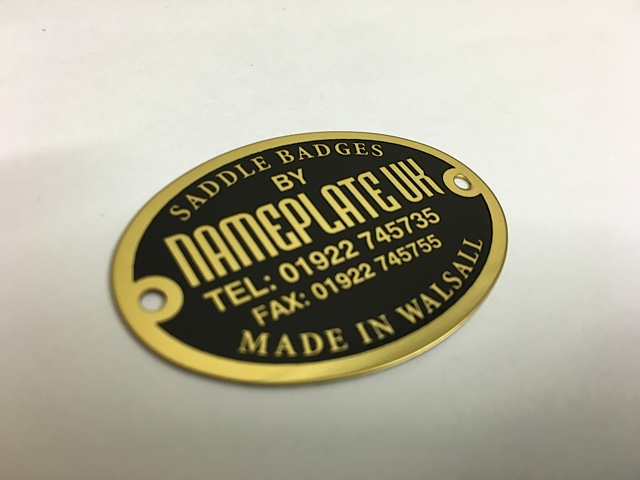 SADDLE BADGES
BY
NAMEPLATE UK
TEL: 01922 745735
FAX: 01922 745755
MADE IN WALSALL